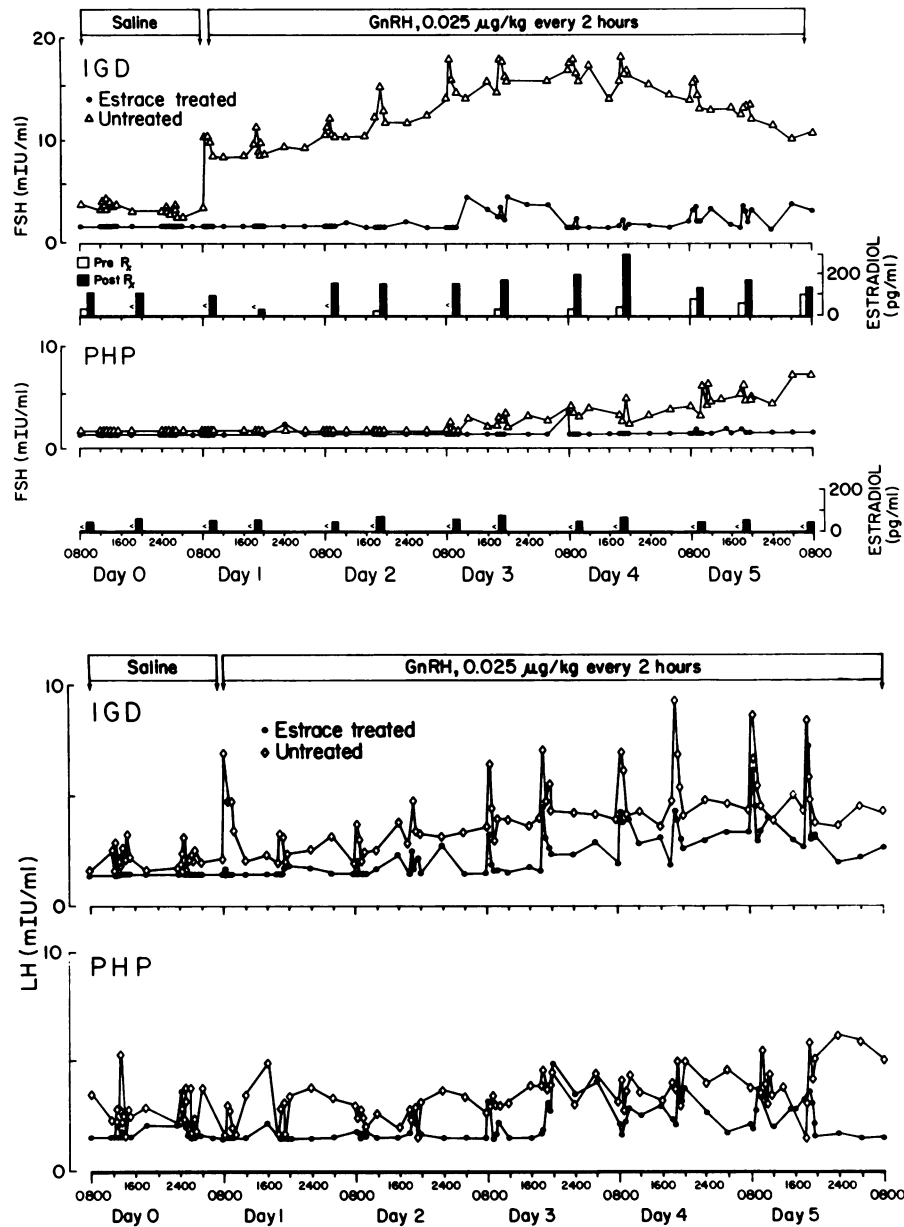 Saline GnRH, 0.025 µg/kg every 2 hours
20
IGD
• Estrace treated
△ Untreated
10
FSH (mIU/ml)
0
□ Pre Rx
■ Post Rx
< < < < < < <
200
0
ESTRADIOL (pg/ml)
PHP
10
FSH (mIU/ml)
0
200
0
ESTRADIOL (pg/ml)
< < < < < < < < < < < < <
0800 1600 2400 0800 1600 2400 0800 1600 2400 0800 1600 2400 0800 1600 2400 0800 1600 2400 0800
Day 0 Day 1 Day 2 Day 3 Day 4 Day 5
Saline GnRH, 0.025 µg/kg every 2 hours
10
IGD
• Estrace treated
◇ Untreated
0
LH (mIU/ml)
10
PHP
0
0800 1600 2400 0800 1600 2400 0800 1600 2400 0800 1600 2400 0800 1600 2400 0800 1600 2400 0800
Day 0 Day 1 Day 2 Day 3 Day 4 Day 5